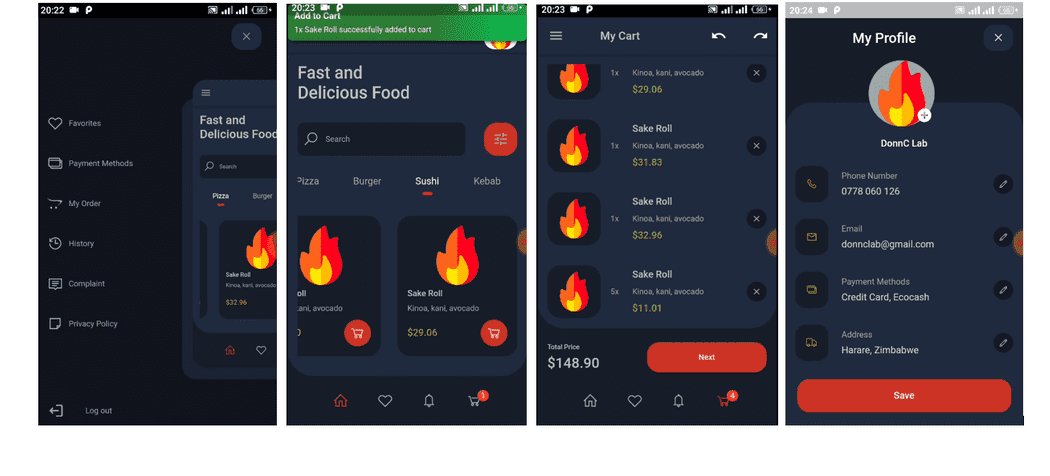 20:22
66
Favorites
Payment Methods
My Order
History
Complaint
Privacy Policy
Log out
Fast and
Delicious Food
Search
Pizza
Burger
Sake Roll
Kinoa, kani, avocado
$32.96
20:23
66
Add to Cart
1x Sake Roll successfully added to cart
Fast and
Delicious Food
Search
Pizza
Burger
Sushi
Kebab
oll
kani, avocado
Sake Roll
Kinoa, kani, avocado
$29.06
1
20:23
66
My Cart
1x
Kinoa, kani, avocado
$29.06
Sake Roll
1x
Kinoa, kani, avocado
$31.83
Sake Roll
1x
Kinoa, kani, avocado
$32.96
Sake Roll
5x
Kinoa, kani, avocado
$11.01
Total Price
$148.90
Next
4
20:24
66
My Profile
DonnC Lab
Phone Number
0778 060 126
Email
donnclab@gmail.com
Payment Methods
Credit Card, Ecocash
Address
Harare, Zimbabwe
Save